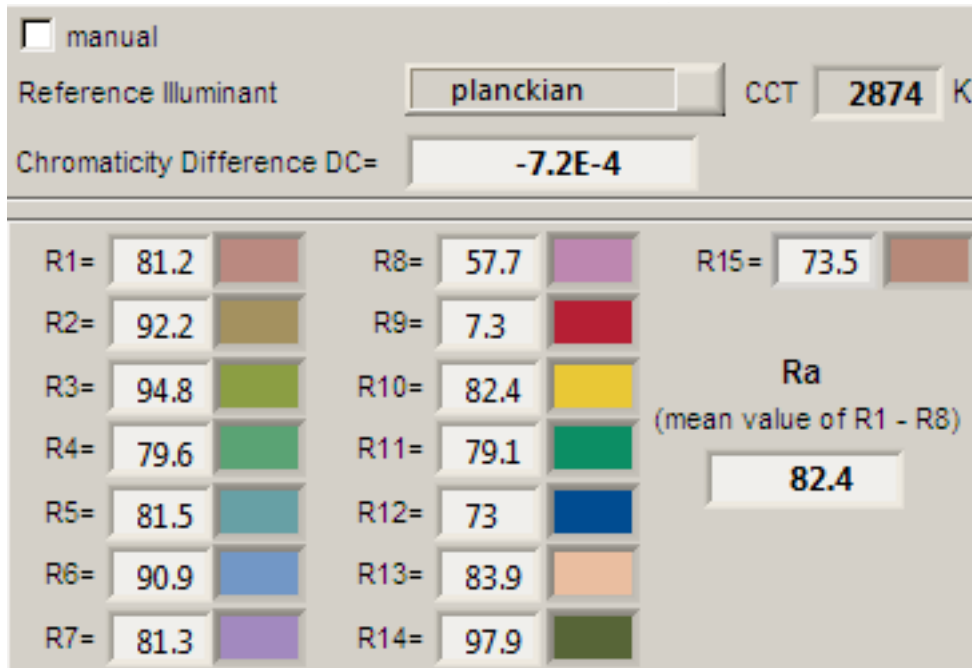 manual
Reference Illuminant planckian CCT 2874 K
Chromaticity Difference DC= -7.2E-4
R1= 81.2 R8= 57.7 R15= 73.5
R2= 92.2 R9= 7.3
R3= 94.8 R10= 82.4 Ra
(mean value of R1 - R8)
R4= 79.6 R11= 79.1 82.4
R5= 81.5 R12= 73
R6= 90.9 R13= 83.9
R7= 81.3 R14= 97.9